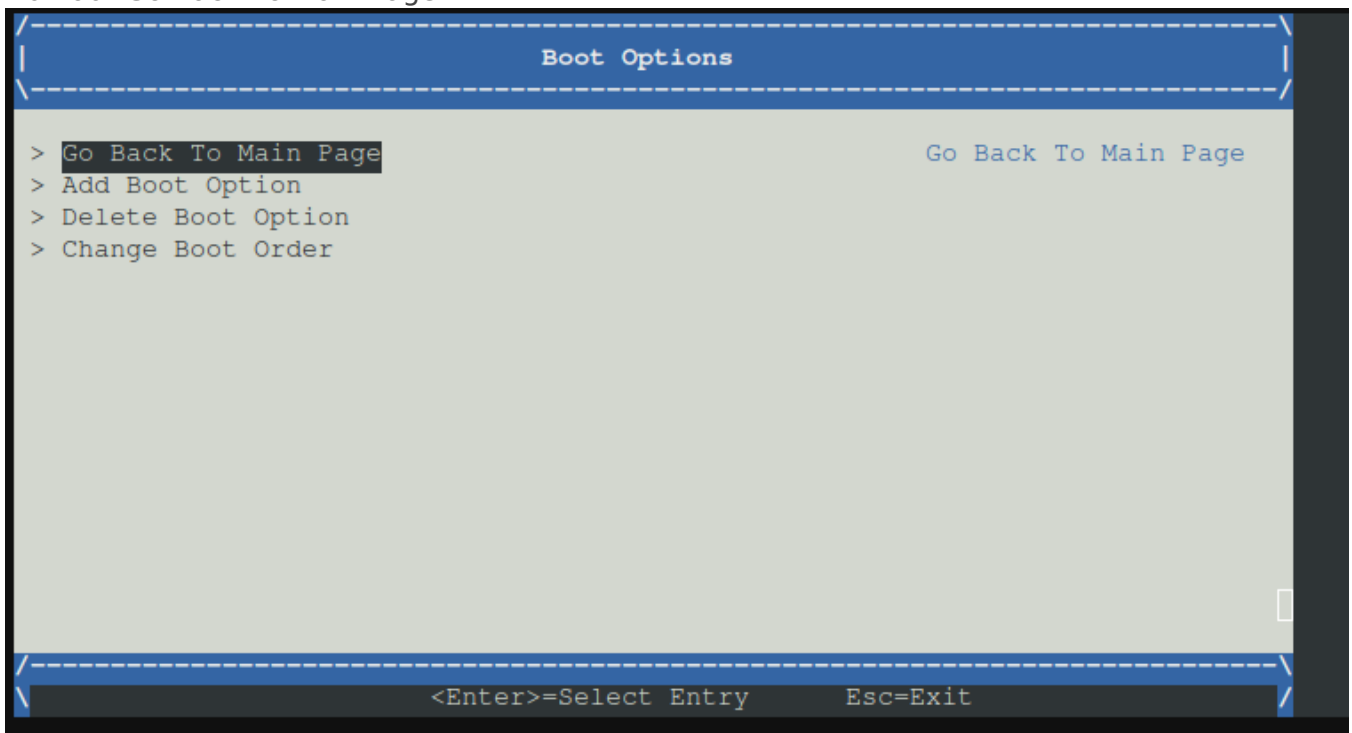 Boot Options
> Go Back To Main Page Go Back To Main Page
> Add Boot Option
> Delete Boot Option
> Change Boot Order
<Enter>=Select Entry Esc=Exit